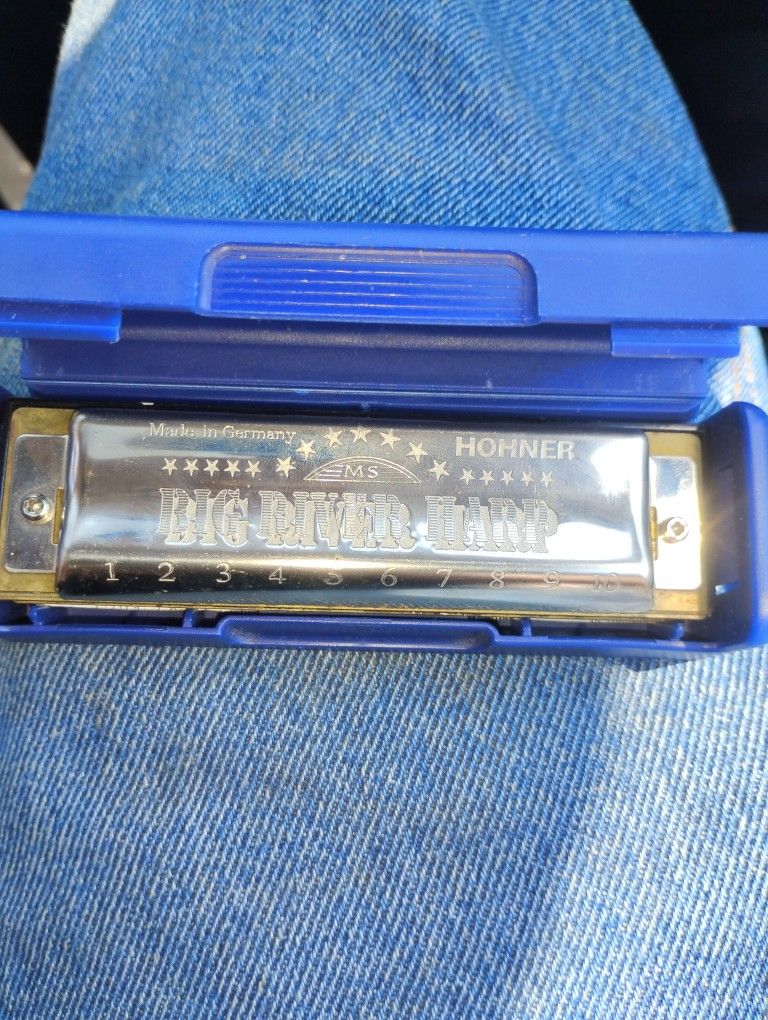 Made in Germany
HOHNER
MS
BIG RIVER HARP
1 2 3 4 5 6 7 8 9 10